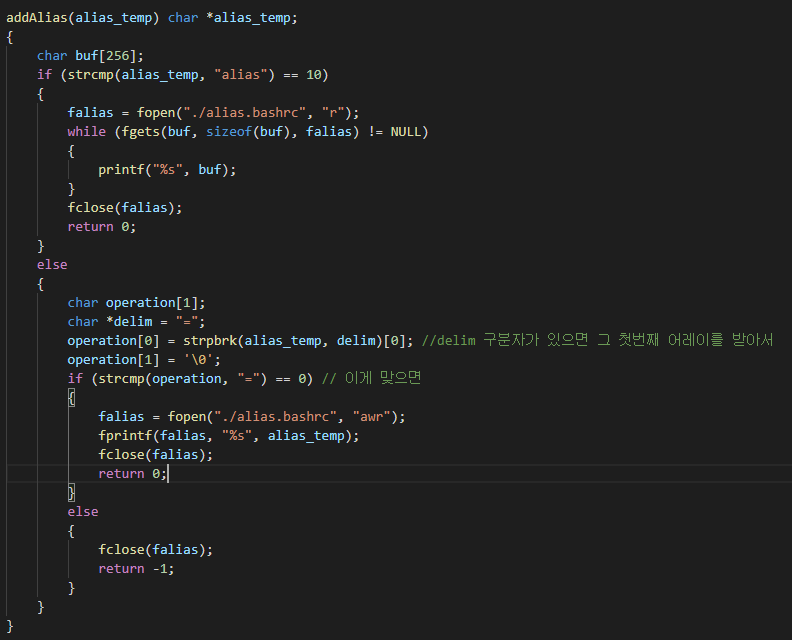 addAlias(alias_temp) char *alias_temp;
{
    char buf[256];
    if (strcmp(alias_temp, "alias") == 10)
    {
        falias = fopen("./alias.bashrc", "r");
        while (fgets(buf, sizeof(buf), falias) != NULL)
        {
            printf("%s", buf);
        }
        fclose(falias);
        return 0;
    }
    else
    {
        char operation[1];
        char *delim = "=";
        operation[0] = strpbrk(alias_temp, delim)[0]; //delim 구분자가 있으면 그 첫번째 어레이를 받아서
        operation[1] = '\0';
        if (strcmp(operation, "=") == 0) // 이게 맞으면
        {
            falias = fopen("./alias.bashrc", "awr");
            fprintf(falias, "%s", alias_temp);
            fclose(falias);
            return 0;
        }
        else
        {
            fclose(falias);
            return -1;
        }
    }
}